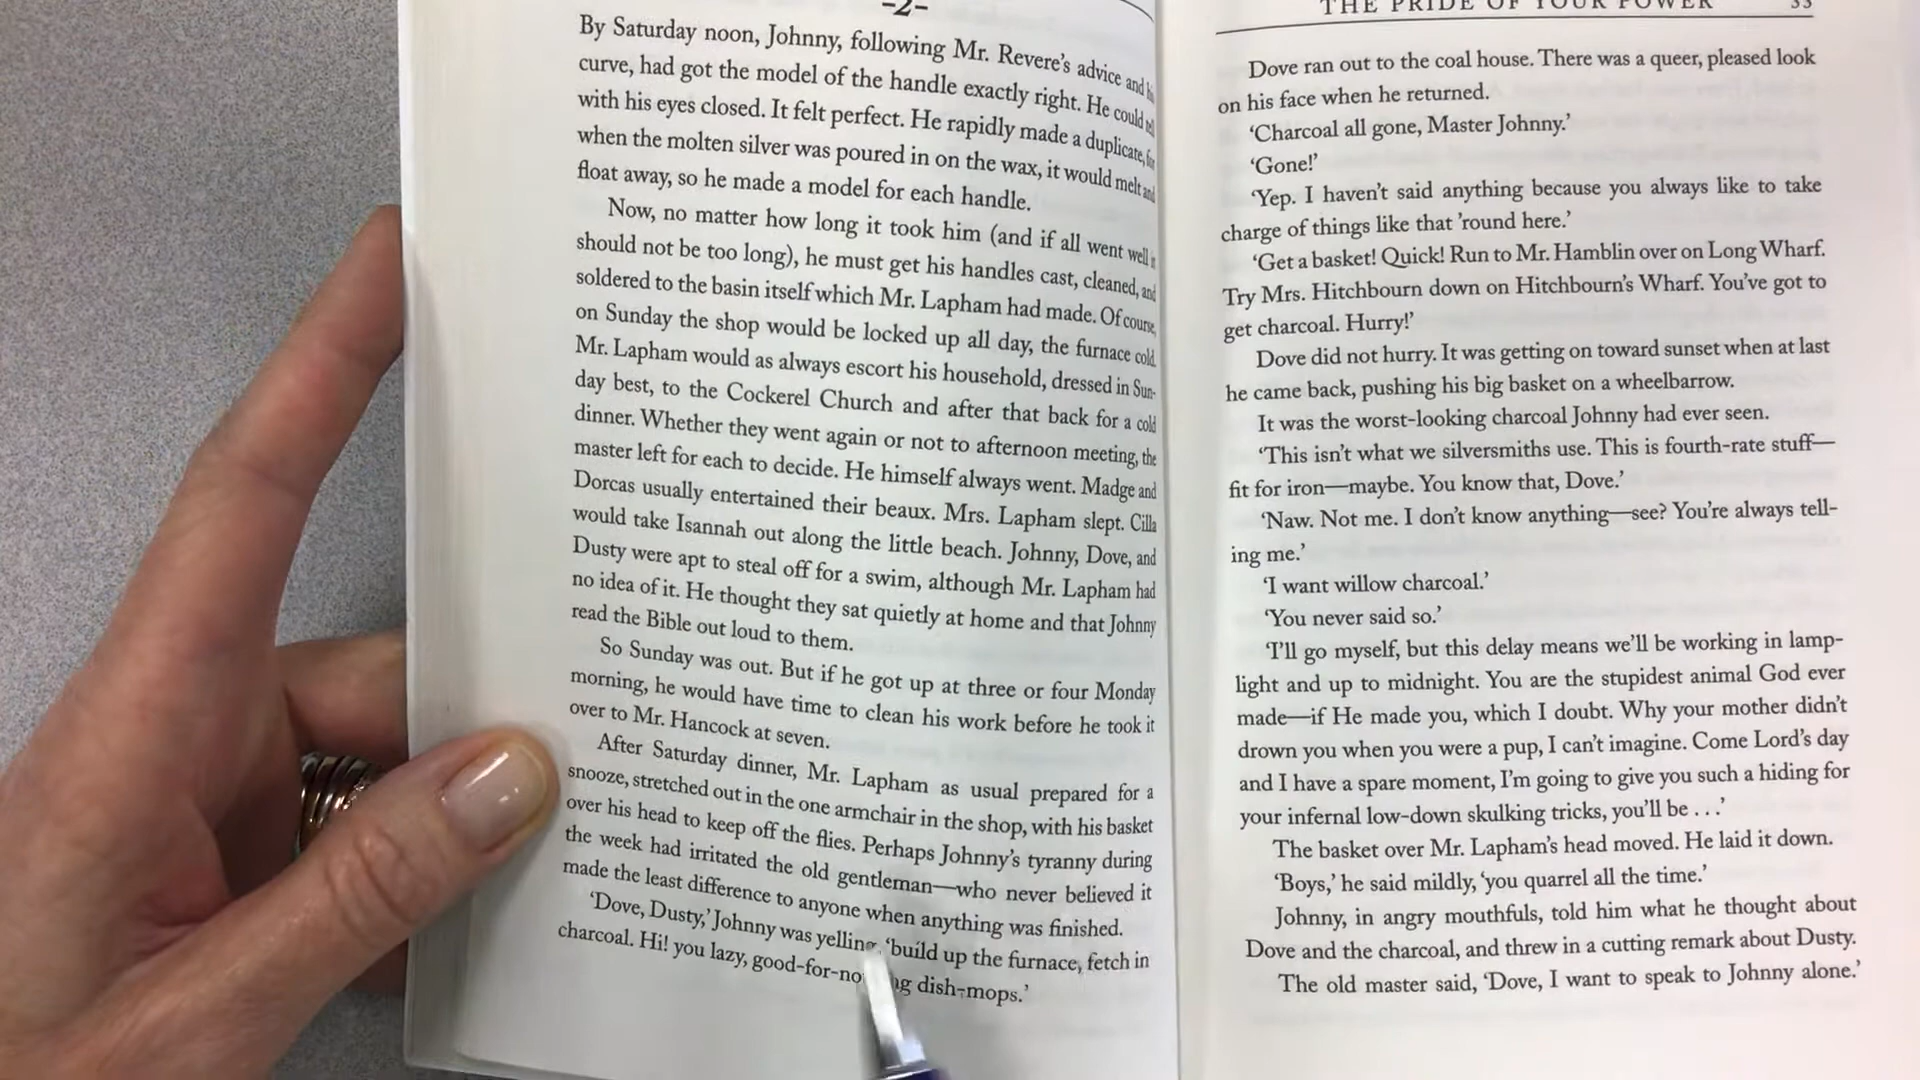 -2-
By Saturday noon, Johnny, following Mr. Revere's advice and
curve, had got the model of the handle exactly right. He could
with his eyes closed. It felt perfect. He rapidly made a duplicate,
when the molten silver was poured in on the wax, it would melt and
float away, so he made a model for each handle.
Now, no matter how long it took him (and if all went well it
should not be too long), he must get his handles cast, cleaned, and
soldered to the basin itself which Mr. Lapham had made. Of course,
on Sunday the shop would be locked up all day, the furnace cold.
Mr. Lapham would as always escort his household, dressed in Sun-
day best, to the Cockerel Church and after that back for a cold
dinner. Whether they went again or not to afternoon meeting, the
master left for each to decide. He himself always went. Madge and
Dorcas usually entertained their beaux. Mrs. Lapham slept. Cilla
would take Isannah out along the little beach. Johnny, Dove, and
Dusty were apt to steal off for a swim, although Mr. Lapham had
no idea of it. He thought they sat quietly at home and that Johnny
read the Bible out loud to them.
So Sunday was out. But if he got up at three or four Monday
morning, he would have time to clean his work before he took it
over to Mr. Hancock at seven.
After Saturday dinner, Mr. Lapham as usual prepared for a
snooze, stretched out in the one armchair in the shop, with his basket
over his head to keep off the flies. Perhaps Johnny's tyranny during
the week had irritated the old gentleman—who never believed it
made the least difference to anyone when anything was finished.
'Dove, Dusty,' Johnny was yelling, 'build up the furnace, fetch in
charcoal. Hi! you lazy, dish-mops.'
THE PRIDE OF YOUR POWER 33
Dove ran out to the coal house. There was a queer, pleased look
on his face when he returned.
'Charcoal all gone, Master Johnny.'
'Gone!'
'Yep. I haven't said anything because you always like to take
charge of things like that 'round here.'
'Get a basket! Quick! Run to Mr. Hamblin over on Long Wharf.
Try Mrs. Hitchbourn down on Hitchbourn's Wharf. You've got to
get charcoal. Hurry!'
Dove did not hurry. It was getting on toward sunset when at last
he came back, pushing his big basket on a wheelbarrow.
It was the worst-looking charcoal Johnny had ever seen.
'This isn't what we silversmiths use. This is fourth-rate stuff—
fit for iron—maybe. You know that, Dove.'
'Naw. Not me. I don't know anything—see? You're always tell-
ing me.'
'I want willow charcoal.'
'You never said so.'
'I'll go myself, but this delay means we'll be working in lamp-
light and up to midnight. You are the stupidest animal God ever
made—if He made you, which I doubt. Why your mother didn't
drown you when you were a pup, I can't imagine. Come Lord's day
and I have a spare moment, I'm going to give you such a hiding for
your infernal low-down skulking tricks, you'll be . . .'
The basket over Mr. Lapham's head moved. He laid it down.
'Boys,' he said mildly, 'you quarrel all the time.'
Johnny, in angry mouthfuls, told him what he thought about
Dove and the charcoal, and threw in a cutting remark about Dusty.
The old master said, 'Dove, I want to speak to Johnny alone.'